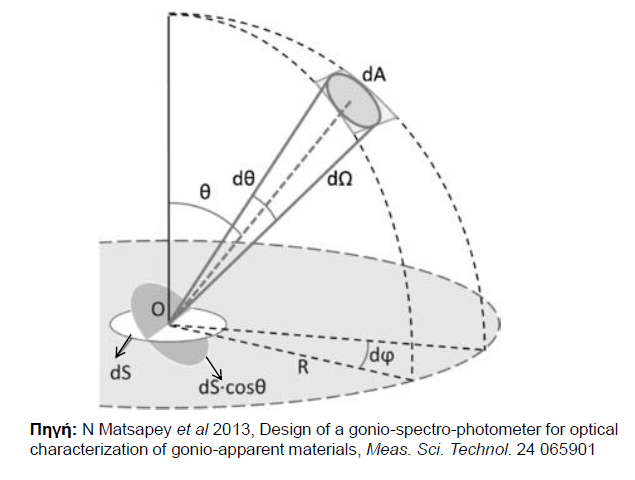 dA
dθ
θ
dΩ
O
dφ
R
dS
dS·cosθ
Πηγή: N Matsapey et al 2013, Design of a gonio-spectro-photometer for optical
characterization of gonio-apparent materials, Meas. Sci. Technol. 24 065901